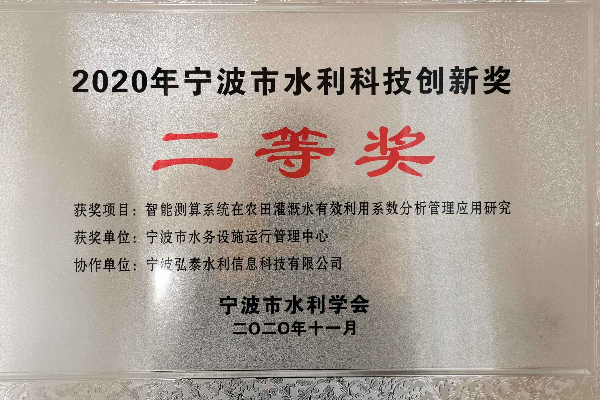 2020年宁波市水利科技创新奖
二等奖
获奖项目：智能测算系统在农田灌溉水有效利用系数分析管理应用研究
获奖单位：宁波市水务设施运行管理中心
协作单位：宁波弘泰水利信息科技有限公司
宁波市水利学会
二〇二〇年十一月